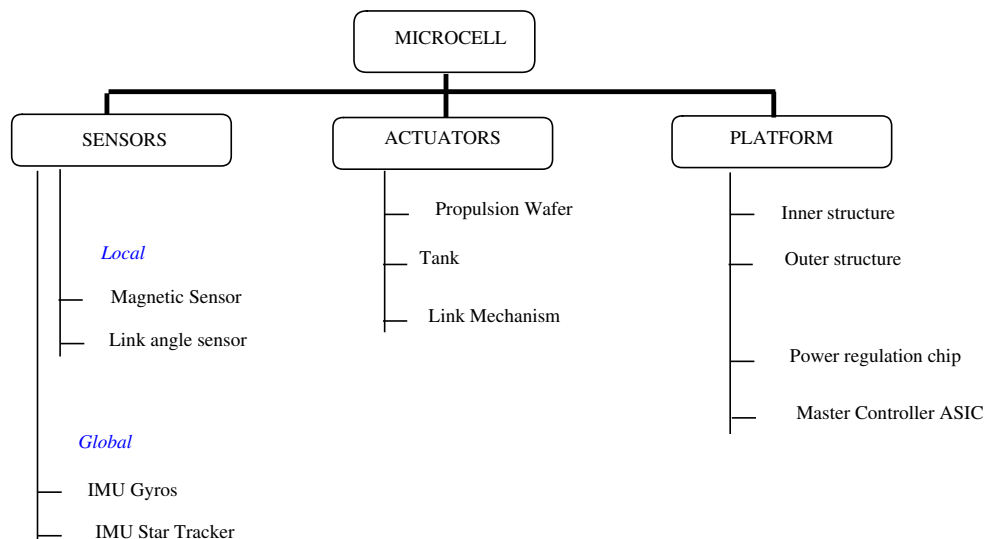 MICROCELL
SENSORS
Local
Magnetic Sensor
Link angle sensor
Global
IMU Gyros
IMU Star Tracker
ACTUATORS
Propulsion Wafer
Tank
Link Mechanism
PLATFORM
Inner structure
Outer structure
Power regulation chip
Master Controller ASIC